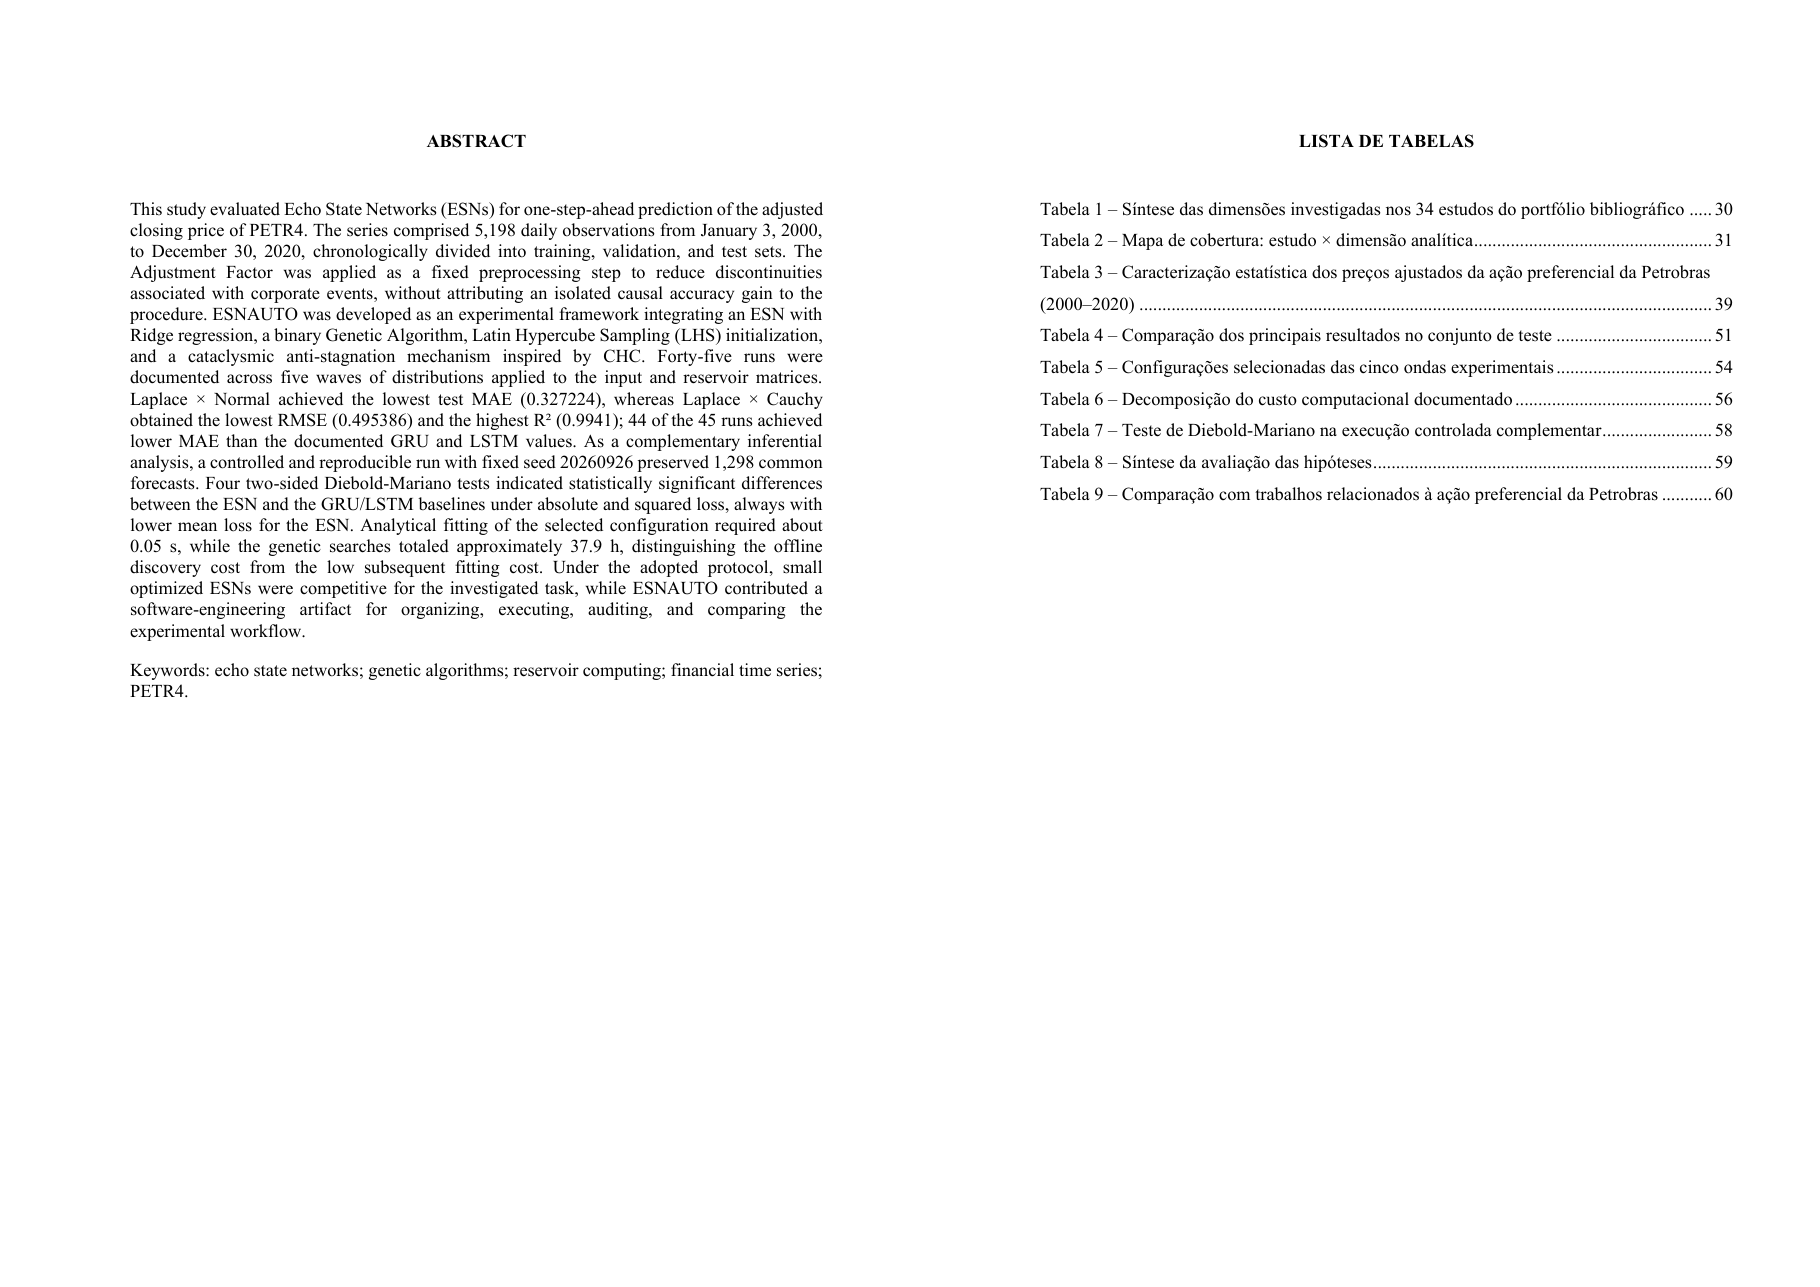 ABSTRACT
This study evaluated Echo State Networks (ESNs) for one-step-ahead prediction of the adjusted
closing price of PETR4. The series comprised 5,198 daily observations from January 3, 2000,
to December 30, 2020, chronologically divided into training, validation, and test sets. The
Adjustment Factor was applied as a fixed preprocessing step to reduce discontinuities
associated with corporate events, without attributing an isolated causal accuracy gain to the
procedure. ESNAUTO was developed as an experimental framework integrating an ESN with
Ridge regression, a binary Genetic Algorithm, Latin Hypercube Sampling (LHS) initialization,
and a cataclysmic anti-stagnation mechanism inspired by CHC. Forty-five runs were
documented across five waves of distributions applied to the input and reservoir matrices.
Laplace × Normal achieved the lowest test MAE (0.327224), whereas Laplace × Cauchy
obtained the lowest RMSE (0.495386) and the highest R² (0.9941); 44 of the 45 runs achieved
lower MAE than the documented GRU and LSTM values. As a complementary inferential
analysis, a controlled and reproducible run with fixed seed 20260926 preserved 1,298 common
forecasts. Four two-sided Diebold-Mariano tests indicated statistically significant differences
between the ESN and the GRU/LSTM baselines under absolute and squared loss, always with
lower mean loss for the ESN. Analytical fitting of the selected configuration required about
0.05 s, while the genetic searches totaled approximately 37.9 h, distinguishing the offline
discovery cost from the low subsequent fitting cost. Under the adopted protocol, small
optimized ESNs were competitive for the investigated task, while ESNAUTO contributed a
software-engineering artifact for organizing, executing, auditing, and comparing the
experimental workflow.
Keywords: echo state networks; genetic algorithms; reservoir computing; financial time series;
PETR4.
LISTA DE TABELAS
Tabela 1 – Síntese das dimensões investigadas nos 34 estudos do portfólio bibliográfico ..... 30
Tabela 2 – Mapa de cobertura: estudo × dimensão analítica..................................................... 31
Tabela 3 – Caracterização estatística dos preços ajustados da ação preferencial da Petrobras
(2000–2020) ................................................................................................................................ 39
Tabela 4 – Comparação dos principais resultados no conjunto de teste ................................... 51
Tabela 5 – Configurações selecionadas das cinco ondas experimentais................................... 54
Tabela 6 – Decomposição do custo computacional documentado............................................ 56
Tabela 7 – Teste de Diebold-Mariano na execução controlada complementar......................... 58
Tabela 8 – Síntese da avaliação das hipóteses........................................................................... 59
Tabela 9 – Comparação com trabalhos relacionados à ação preferencial da Petrobras ........... 60